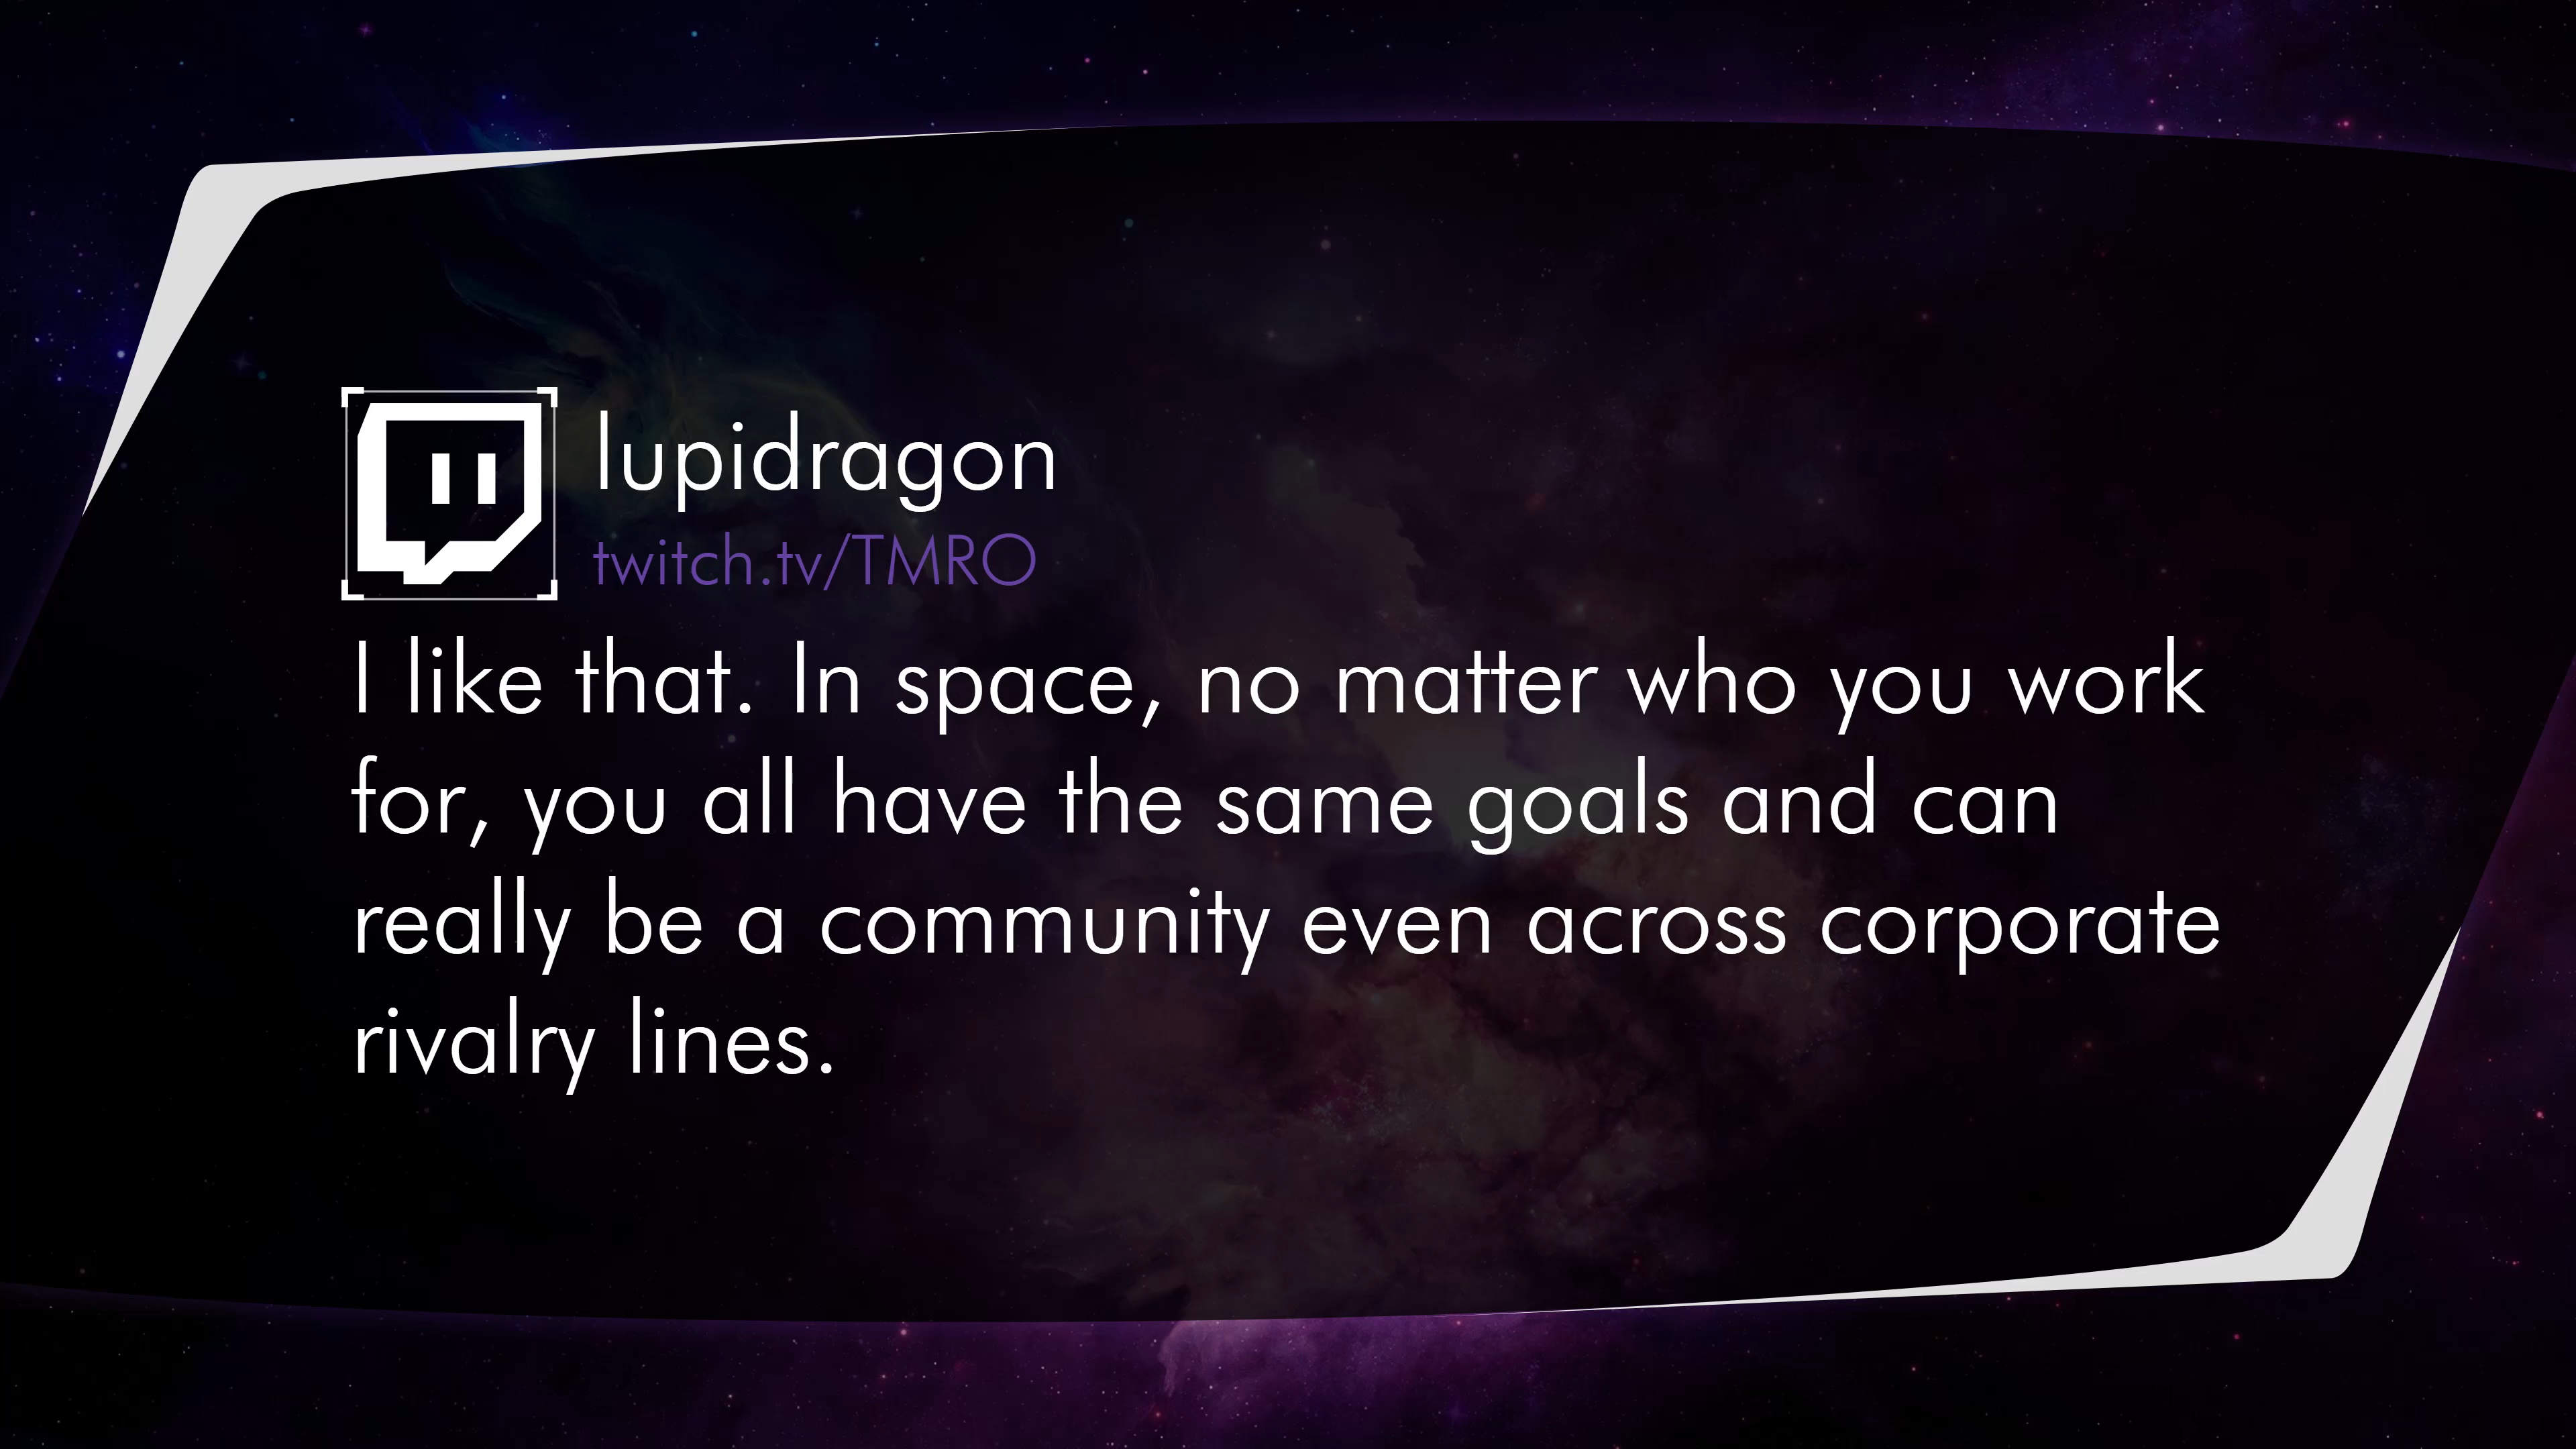 lupidragon
twitch.tv/TMRO
I like that. In space, no matter who you work
for, you all have the same goals and can
really be a community even across corporate
rivalry lines.